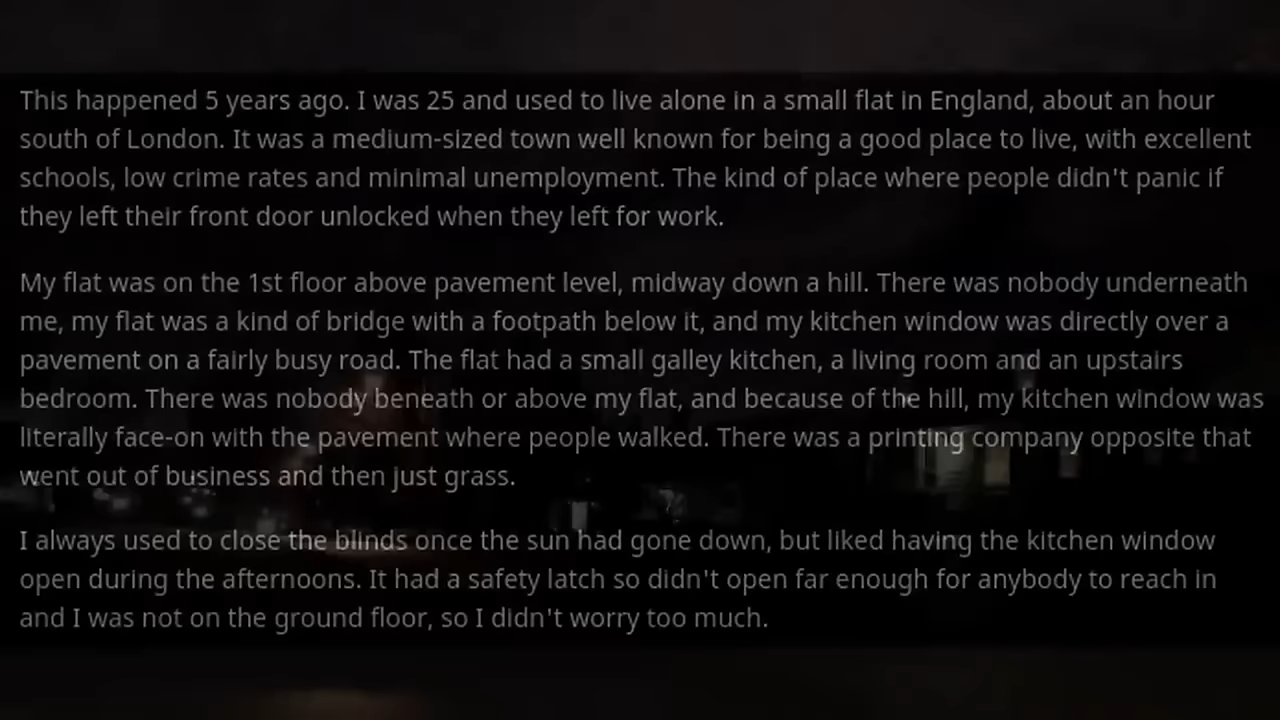 This happened 5 years ago. I was 25 and used to live alone in a small flat in England, about an hour
south of London. It was a medium-sized town well known for being a good place to live, with excellent
schools, low crime rates and minimal unemployment. The kind of place where people didn't panic if
they left their front door unlocked when they left for work.
My flat was on the 1st floor above pavement level, midway down a hill. There was nobody underneath
me, my flat was a kind of bridge with a footpath below it, and my kitchen window was directly over a
pavement on a fairly busy road. The flat had a small galley kitchen, a living room and an upstairs
bedroom. There was nobody beneath or above my flat, and because of the hill, my kitchen window was
literally face-on with the pavement where people walked. There was a printing company opposite that
went out of business and then just grass.
I always used to close the blinds once the sun had gone down, but liked having the kitchen window
open during the afternoons. It had a safety latch so didn't open far enough for anybody to reach in
and I was not on the ground floor, so I didn't worry too much.